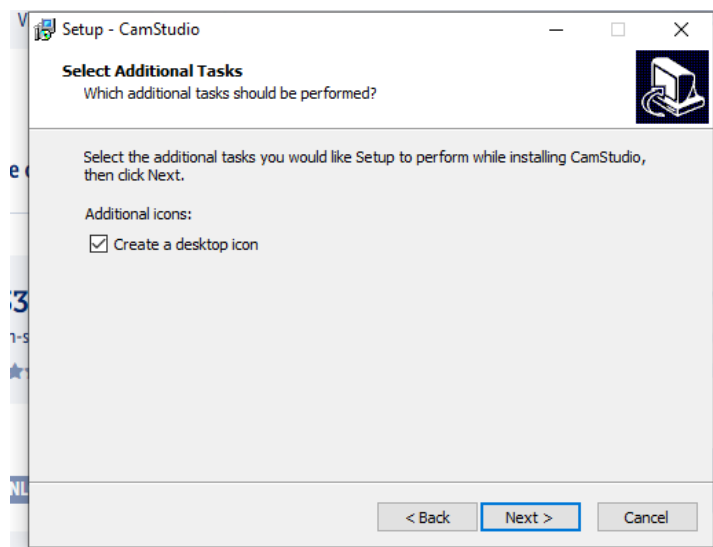 Setup - CamStudio
Select Additional Tasks
Which additional tasks should be performed?
Select the additional tasks you would like Setup to perform while installing CamStudio,
then click Next.
Additional icons:
Create a desktop icon
< Back
Next >
Cancel